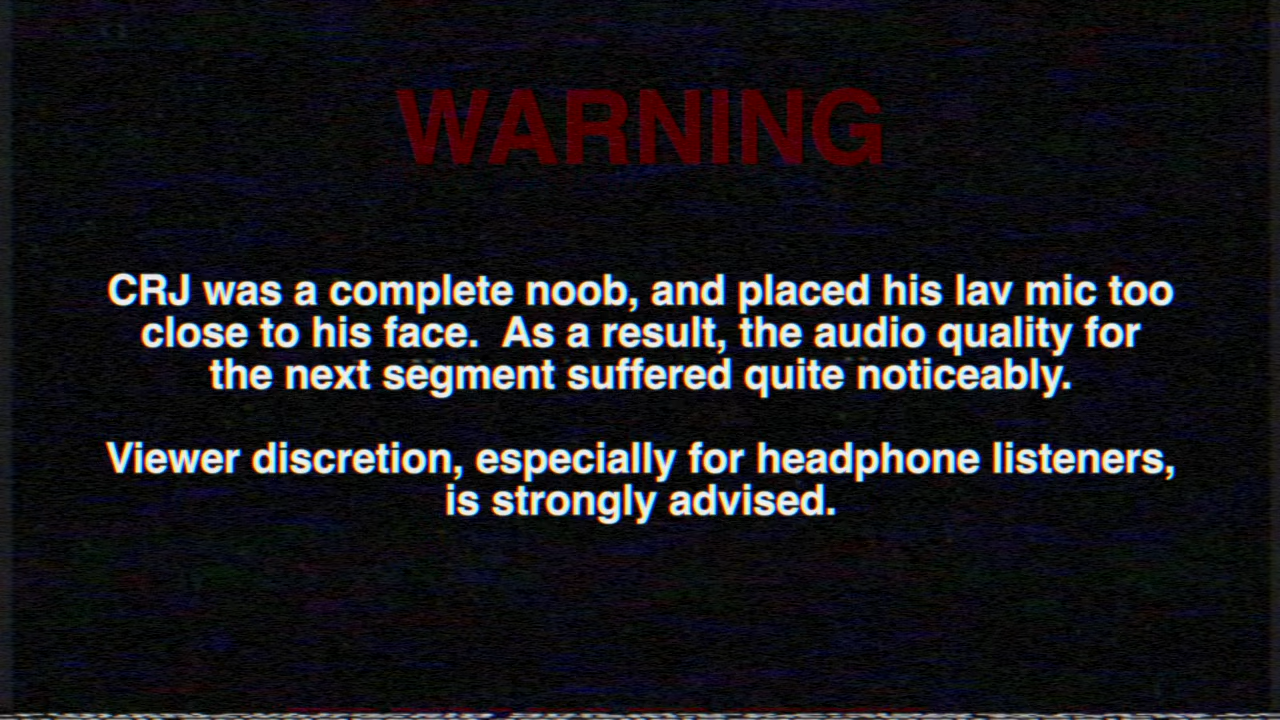 WARNING
CRJ was a complete noob, and placed his lav mic too
close to his face.  As a result, the audio quality for
the next segment suffered quite noticeably.
Viewer discretion, especially for headphone listeners,
is strongly advised.